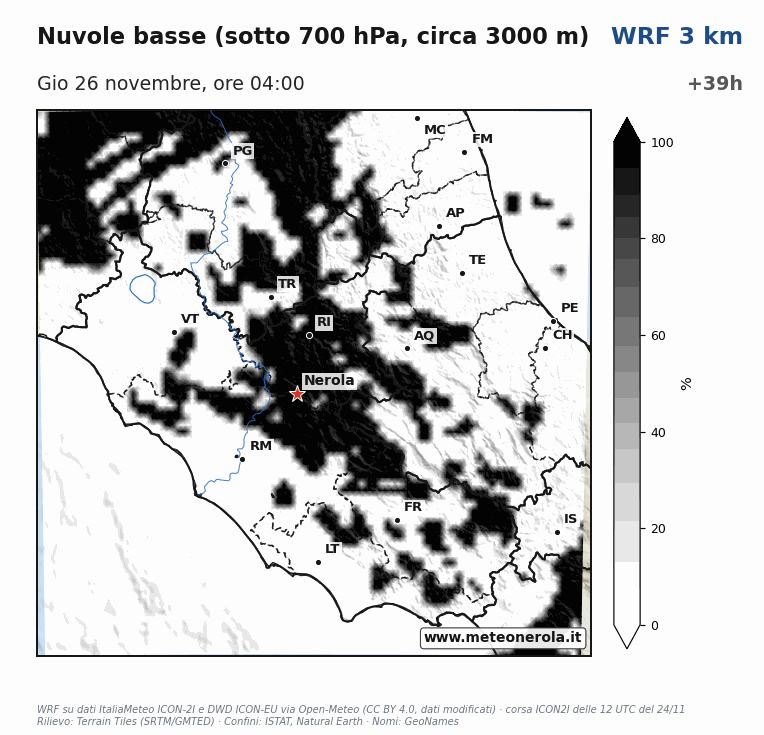 Nuvole basse (sotto 700 hPa, circa 3000 m) WRF 3 km
Gio 26 novembre, ore 04:00 +39h
MC
FM
PG
AP
TE
TR
PE
VT
RI
CH
AQ
Nerola
RM
FR
IS
LT
www.meteonerola.it
100
80
60
40
20
0
%
WRF su dati ItaliaMeteo ICON-2I e DWD ICON-EU via Open-Meteo (CC BY 4.0, dati modificati) · corsa ICON2I delle 12 UTC del 24/11
Rilievo: Terrain Tiles (SRTM/GMTED) · Confini: ISTAT, Natural Earth · Nomi: GeoNames